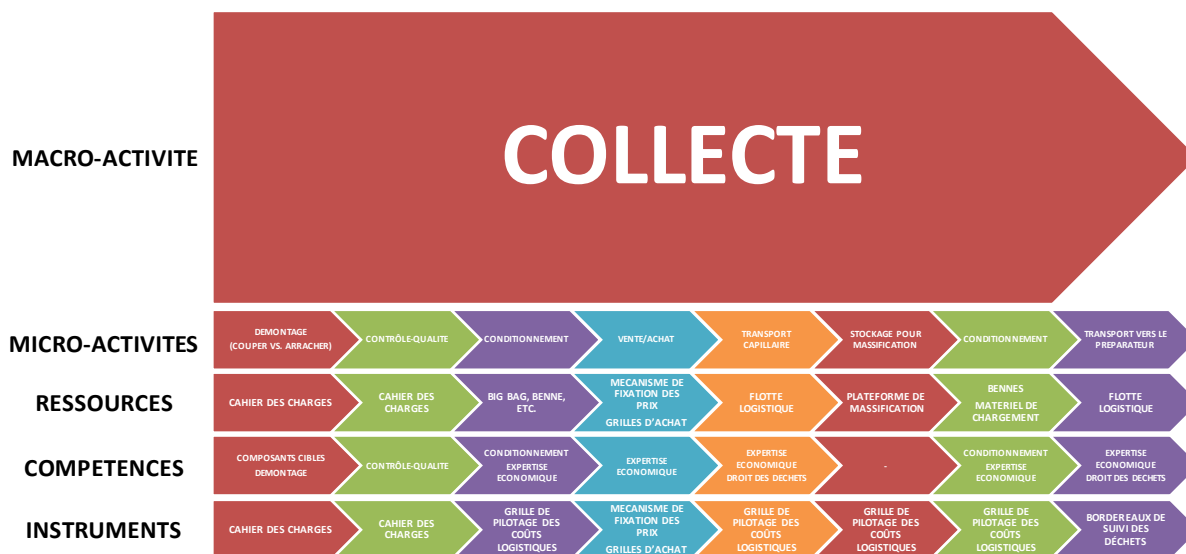 MACRO-ACTIVITE
COLLECTE
MICRO-ACTIVITES
DEMONTAGE
(COUPER VS. ARRACHER)
CONTRÔLE-QUALITE
CONDITIONNEMENT
VENTE/ACHAT
TRANSPORT
CAPILLAIRE
STOCKAGE POUR
MASSIFICATION
CONDITIONNEMENT
TRANSPORT VERS LE
PREPARATEUR
RESSOURCES
CAHIER DES CHARGES
CAHIER DES
CHARGES
BIG BAG, BENNE,
ETC.
MECANISME DE
FIXATION DES
PRIX
GRILLES D'ACHAT
FLOTTE
LOGISTIQUE
PLATEFORME DE
MASSIFICATION
BENNES
MATERIEL DE
CHARGEMENT
FLOTTE
LOGISTIQUE
COMPETENCES
COMPOSANTS CIBLES
DEMONTAGE
CONTRÔLE-QUALITE
CONDITIONNEMENT
EXPERTISE
ECONOMIQUE
EXPERTISE
ECONOMIQUE
EXPERTISE
ECONOMIQUE
DROIT DES DECHETS
-
CONDITIONNEMENT
EXPERTISE
ECONOMIQUE
EXPERTISE
ECONOMIQUE
DROIT DES DECHETS
INSTRUMENTS
CAHIER DES CHARGES
CAHIER DES
CHARGES
GRILLE DE
PILOTAGE DES
COÛTS
LOGISTIQUES
MECANISME DE
FIXATION DES
PRIX
GRILLES D'ACHAT
GRILLE DE
PILOTAGE DES
COÛTS
LOGISTIQUES
GRILLE DE
PILOTAGE DES
COÛTS
LOGISTIQUES
GRILLE DE
PILOTAGE DES
COÛTS
LOGISTIQUES
BORDEREAUX DE
SUIVI DES
DÉCHETS